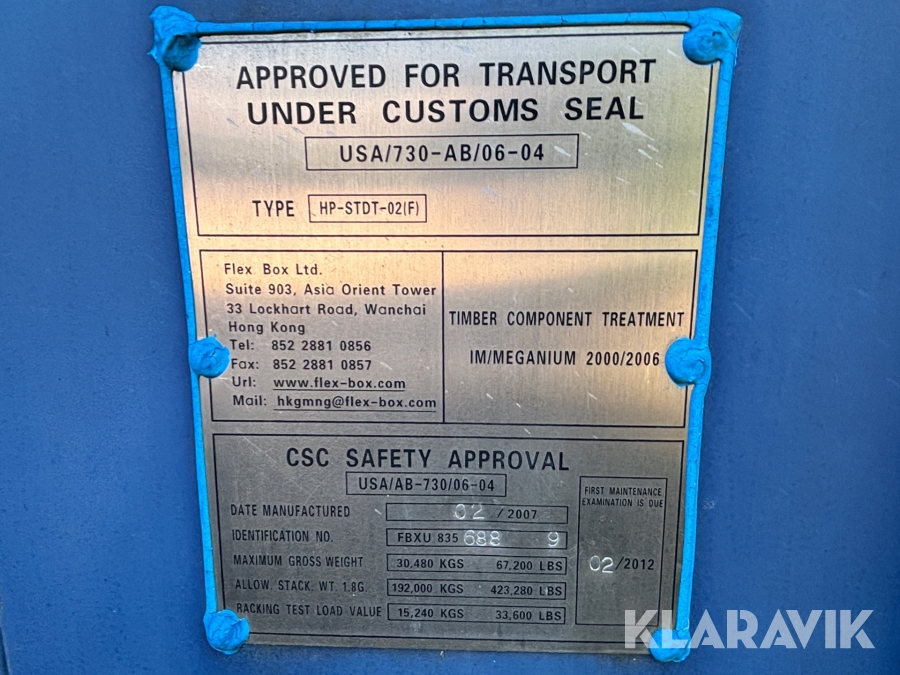 APPROVED FOR TRANSPORT
UNDER CUSTOMS SEAL
USA/730-AB/06-04
TYPE HP-STDT-02(F)
Flex Box Ltd.
Suite 903, Asia Orient Tower
33 Lockhart Road, Wanchai
Hong Kong
Tel: 852 2881 0856
Fax: 852 2881 0857
Url: www.flex-box.com
Mail: hkgmng@flex-box.com
TIMBER COMPONENT TREATMENT
IM/MEGANIUM 2000/2006
CSC SAFETY APPROVAL
USA/AB-730/06-04
DATE MANUFACTURED 02/2007
IDENTIFICATION NO. FBXU 835 688 9
MAXIMUM GROSS WEIGHT 30,480 KGS 67,200 LBS
ALLOW. STACK. WT. 1.8G. 192,000 KGS 423,280 LBS
RACKING TEST LOAD VALUE 15,240 KGS 33,600 LBS
FIRST MAINTENANCE
EXAMINATION IS DUE
02/2012
KLARAVIK